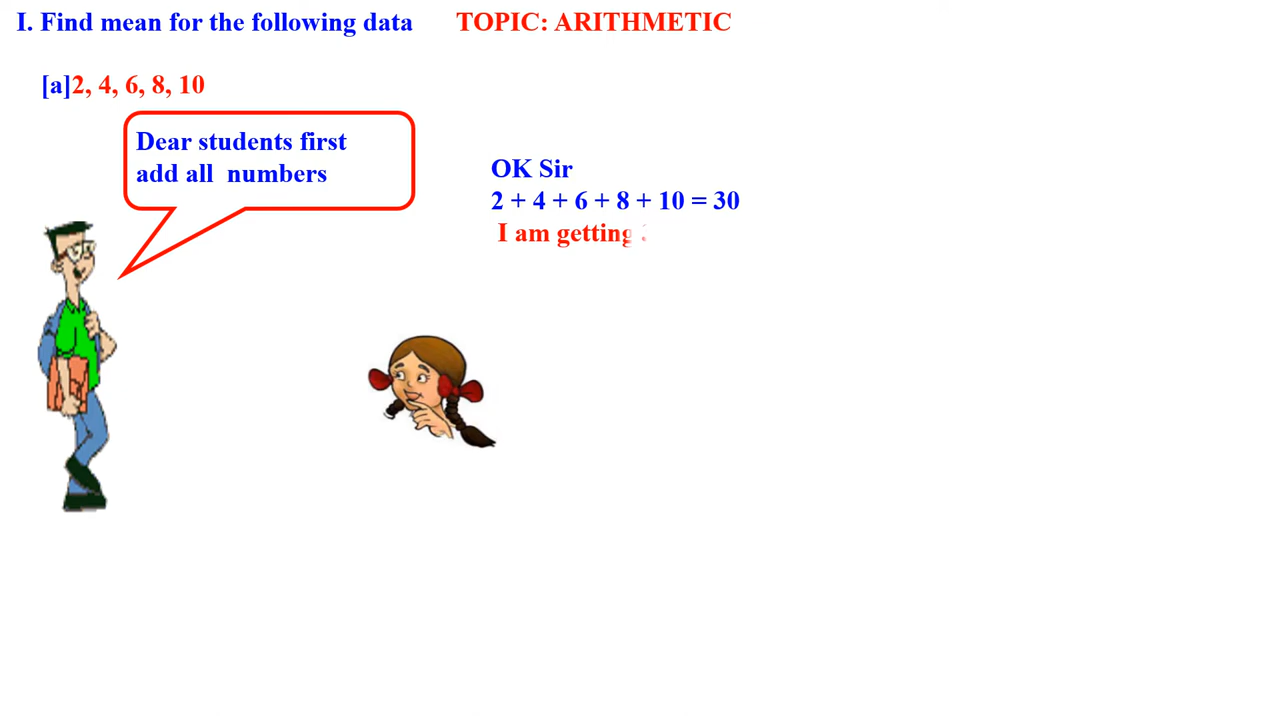 I. Find mean for the following data TOPIC: ARITHMETIC
[a]2, 4, 6, 8, 10
Dear students first
add all numbers
OK Sir
2 + 4 + 6 + 8 + 10 = 30
I am getting